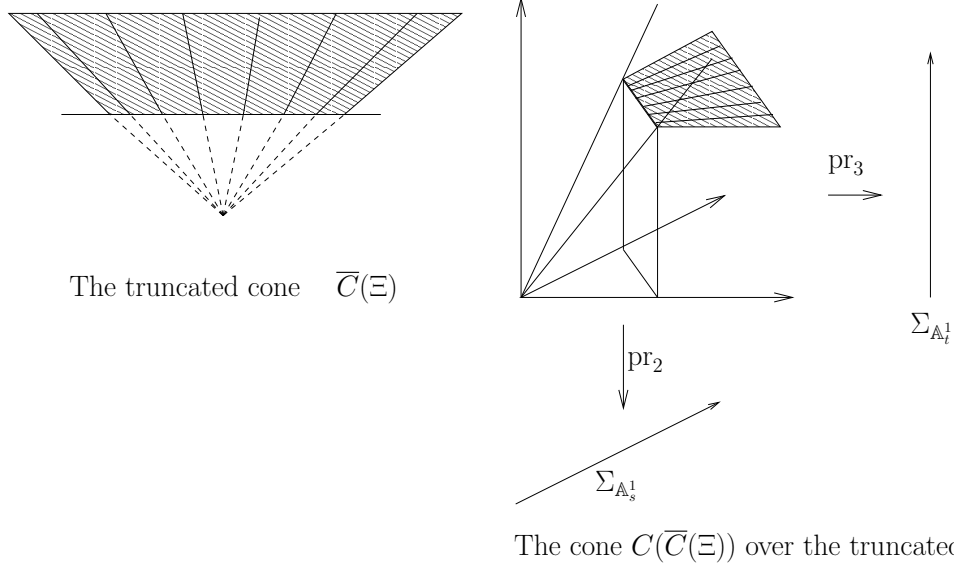 The truncated cone $\overline{C}(\Xi)$
pr$_3$
$\Sigma_{\mathbb{A}^1_t}$
pr$_2$
$\Sigma_{\mathbb{A}^1_s}$
The cone $C(\overline{C}(\Xi))$ over the truncated